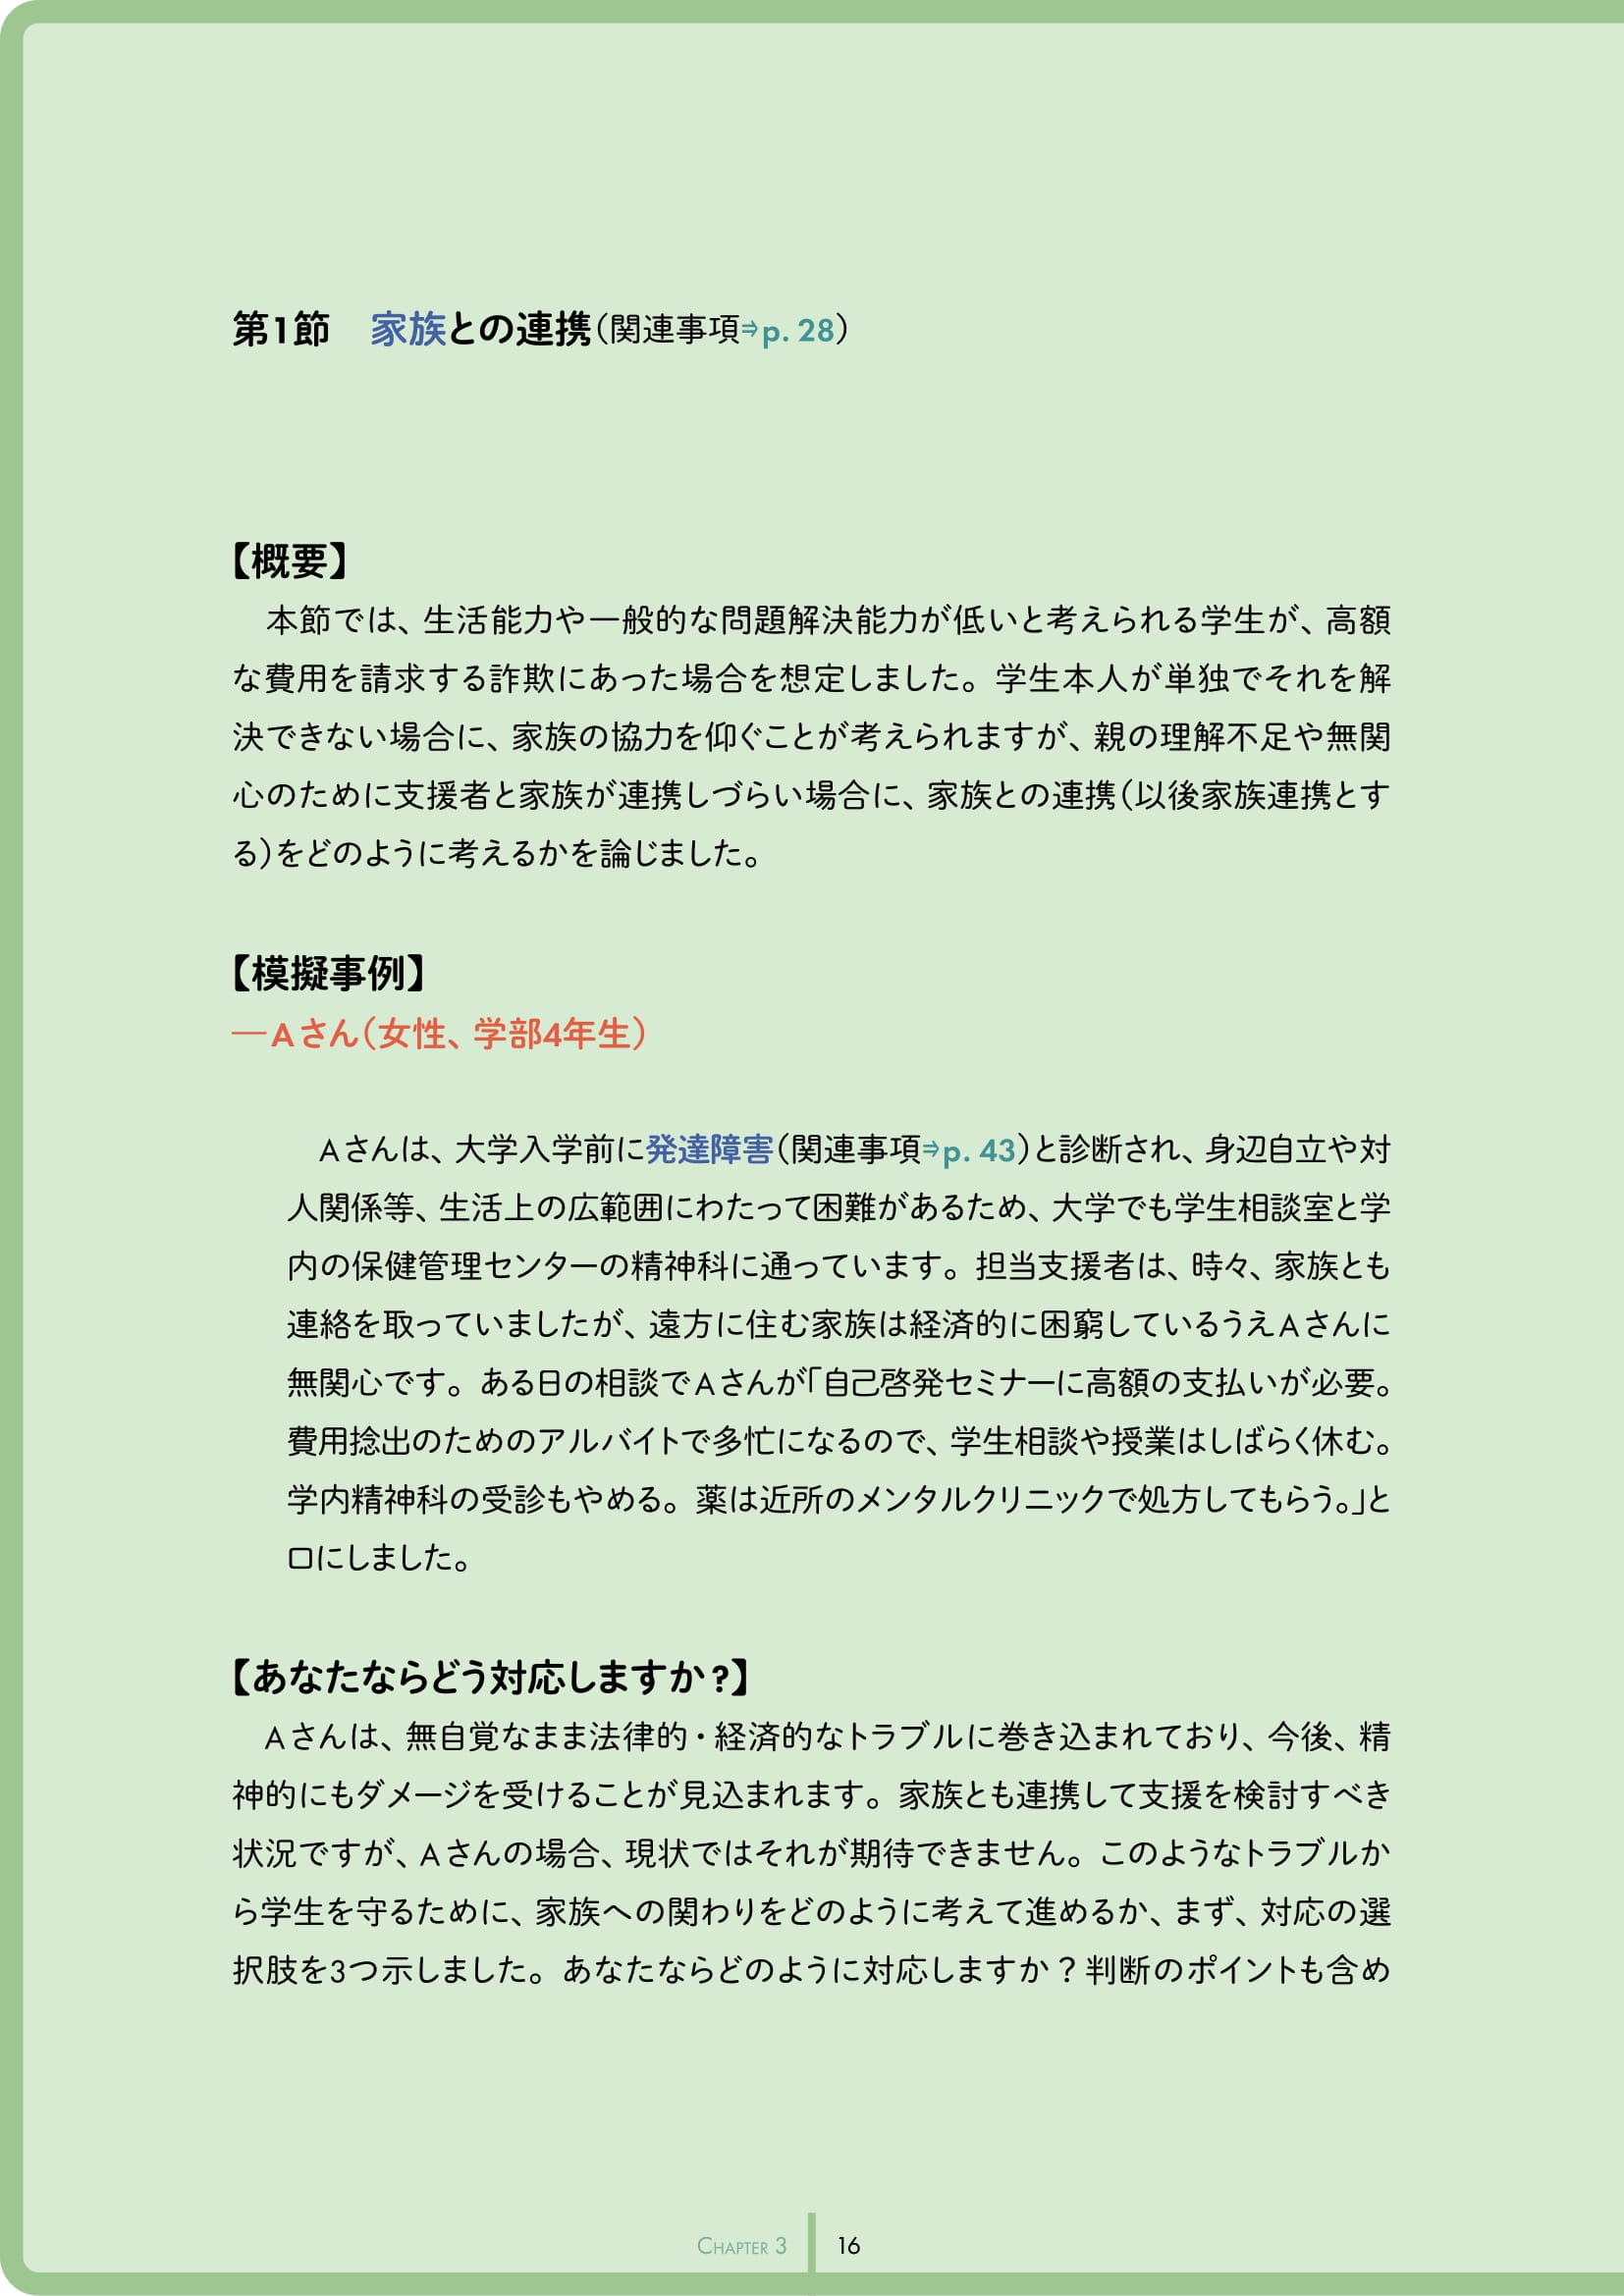 第1節　家族との連携（関連事項⇒p. 28）
【概要】
　本節では、生活能力や一般的な問題解決能力が低いと考えられる学生が、高額
な費用を請求する詐欺にあった場合を想定しました。学生本人が単独でそれを解
決できない場合に、家族の協力を仰ぐことが考えられますが、親の理解不足や無関
心のために支援者と家族が連携しづらい場合に、家族との連携（以後家族連携とす
る）をどのように考えるかを論じました。
【模擬事例】
―Aさん（女性、学部4年生）
　Aさんは、大学入学前に発達障害（関連事項⇒p. 43）と診断され、身辺自立や対
人関係等、生活上の広範囲にわたって困難があるため、大学でも学生相談室と学
内の保健管理センターの精神科に通っています。担当支援者は、時々、家族とも
連絡を取っていましたが、遠方に住む家族は経済的に困窮しているうえAさんに
無関心です。ある日の相談でAさんが「自己啓発セミナーに高額の支払いが必要。
費用捻出のためのアルバイトで多忙になるので、学生相談や授業はしばらく休む。
学内精神科の受診もやめる。薬は近所のメンタルクリニックで処方してもらう。」と
口にしました。
【あなたならどう対応しますか？】
　Aさんは、無自覚なまま法律的・経済的なトラブルに巻き込まれており、今後、精
神的にもダメージを受けることが見込まれます。家族とも連携して支援を検討すべき
状況ですが、Aさんの場合、現状ではそれが期待できません。このようなトラブルか
ら学生を守るために、家族への関わりをどのように考えて進めるか、まず、対応の選
択肢を3つ示しました。あなたならどのように対応しますか？判断のポイントも含め
Chapter 3
16